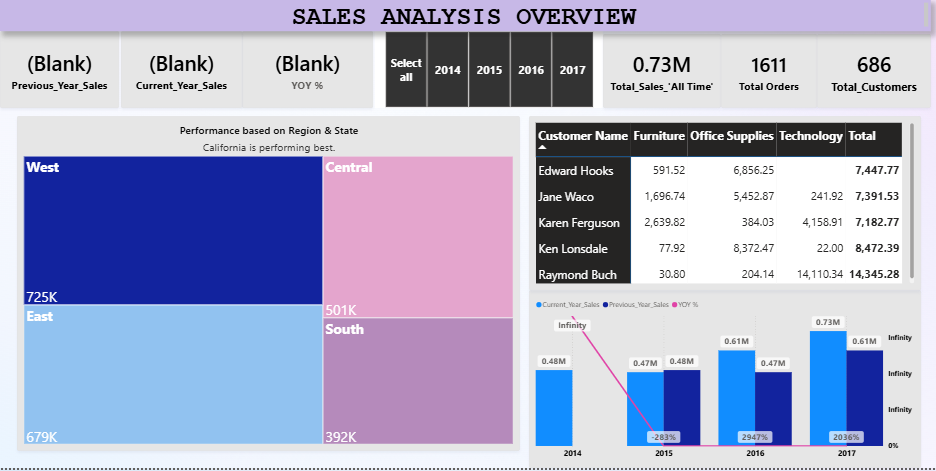 SALES ANALYSIS OVERVIEW
(Blank)
Previous_Year_Sales
(Blank)
Current_Year_Sales
(Blank)
YOY %
Select all 2014 2015 2016 2017
0.73M
Total_Sales_'All Time'
1611
Total Orders
686
Total_Customers
Performance based on Region & State
California is performing best.
West
725K
East
679K
Central
501K
South
392K
Customer Name Furniture Office Supplies Technology Total
Edward Hooks 591.52 6,856.25 7,447.77
Jane Waco 1,696.74 5,452.87 241.92 7,391.53
Karen Ferguson 2,639.82 384.03 4,158.91 7,182.77
Ken Lonsdale 77.92 8,372.47 22.00 8,472.39
Raymond Buch 30.80 204.14 14,110.34 14,345.28
Current_Year_Sales Previous_Year_Sales YOY %
Infinity
0.48M
0.47M 0.48M
0.61M 0.47M
0.73M 0.61M
-283% 2947% 2036%
Infinity
Infinity
Infinity
0%
2014 2015 2016 2017